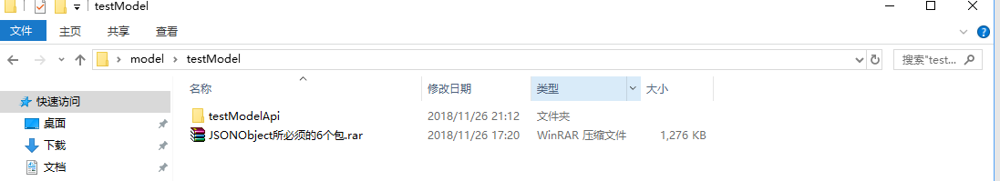 testModel
文件 主页 共享 查看
model testModel 搜索"test...
名称 修改日期 类型 大小
快速访问
testModelApi 2018/11/26 21:12 文件夹
桌面
JSONObject所必须的6个包.rar 2018/11/26 17:20 WinRAR 压缩文件 1,276 KB
下载
文档